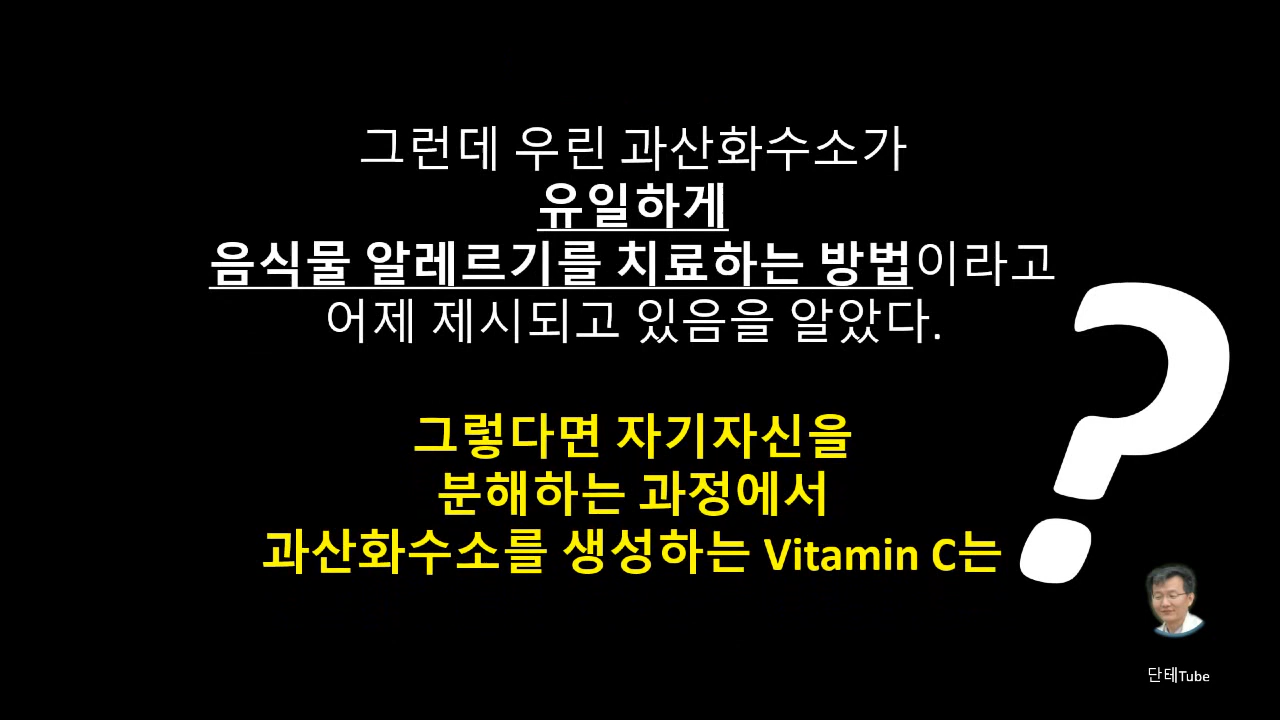 그런데 우린 과산화수소가
유일하게
음식물 알레르기를 치료하는 방법이라고
어제 제시되고 있음을 알았다.
그렇다면 자기자신을
분해하는 과정에서
과산화수소를 생성하는 Vitamin C는
?
단테Tube